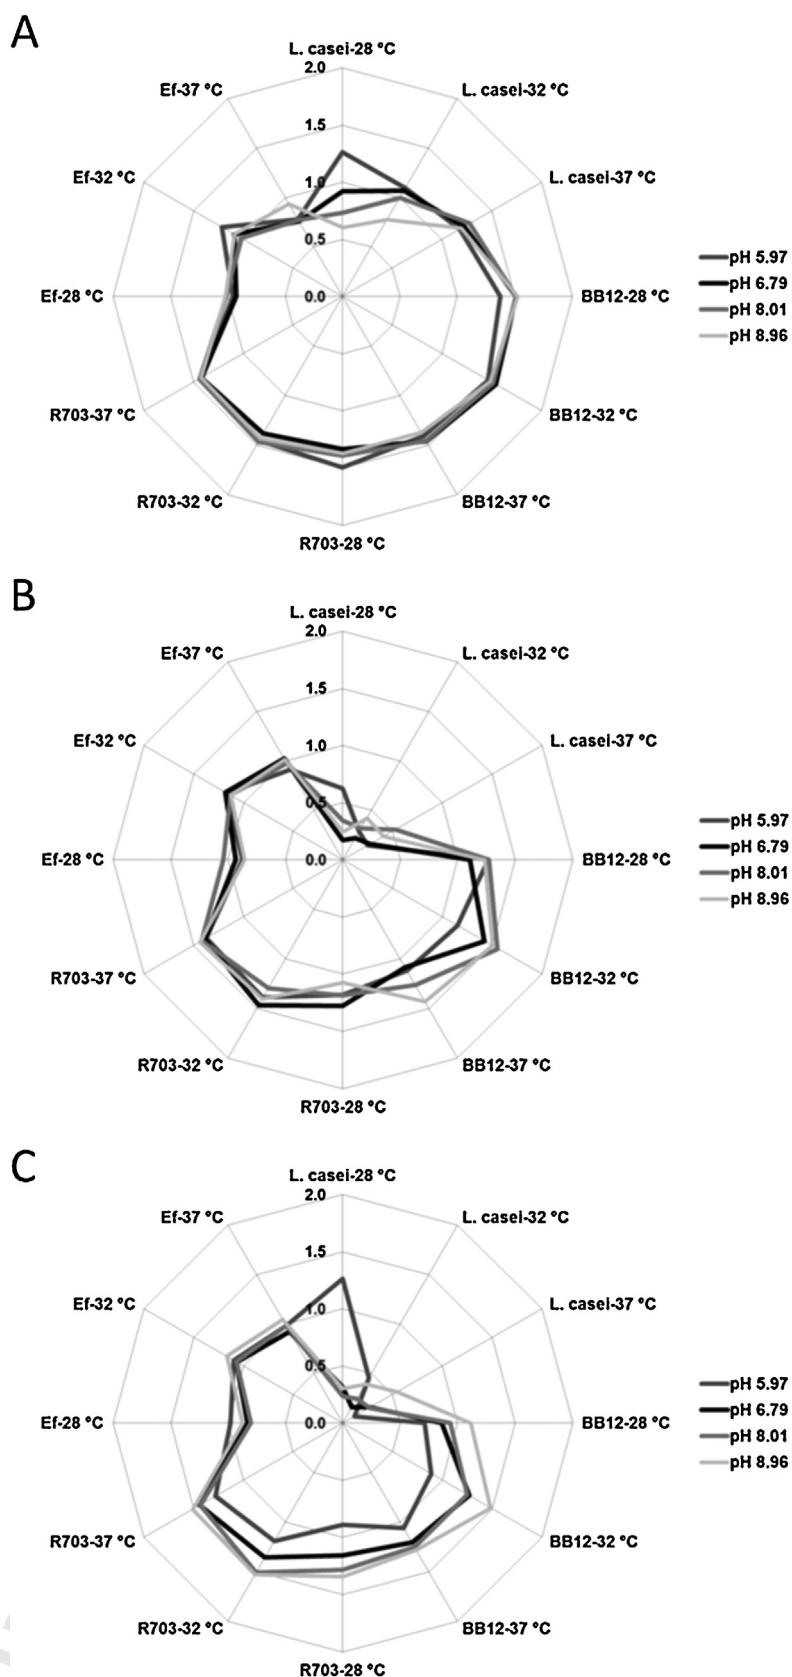 A
L. casei-28 °C
2.0
Ef-37 °C
L. casei-32 °C
1.5
Ef-32 °C
1.0
L. casei-37 °C
0.5
pH 5.97
Ef-28 °C
0.0
BB12-28 °C
pH 6.79
pH 8.01
pH 8.96
R703-37 °C
BB12-32 °C
R703-32 °C
BB12-37 °C
R703-28 °C
B
L. casei-28 °C
2.0
Ef-37 °C
L. casei-32 °C
1.5
Ef-32 °C
1.0
L. casei-37 °C
0.5
pH 5.97
Ef-28 °C
0.0
BB12-28 °C
pH 6.79
pH 8.01
pH 8.96
R703-37 °C
BB12-32 °C
R703-32 °C
BB12-37 °C
R703-28 °C
C
L. casei-28 °C
2.0
Ef-37 °C
L. casei-32 °C
1.5
Ef-32 °C
1.0
L. casei-37 °C
0.5
pH 5.97
Ef-28 °C
0.0
BB12-28 °C
pH 6.79
pH 8.01
pH 8.96
R703-37 °C
BB12-32 °C
R703-32 °C
BB12-37 °C
R703-28 °C